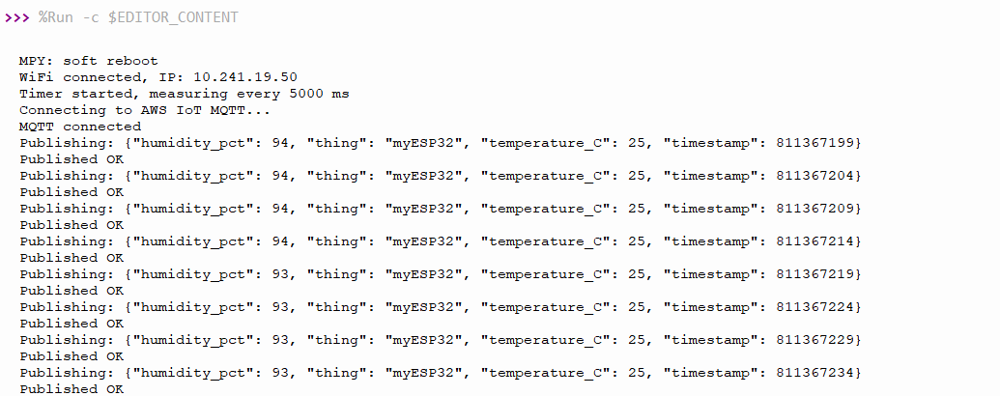 >>> %Run -c $EDITOR_CONTENT
MPY: soft reboot
WiFi connected, IP: 10.241.19.50
Timer started, measuring every 5000 ms
Connecting to AWS IoT MQTT...
MQTT connected
Publishing: {"humidity_pct": 94, "thing": "myESP32", "temperature_C": 25, "timestamp": 811367199}
Published OK
Publishing: {"humidity_pct": 94, "thing": "myESP32", "temperature_C": 25, "timestamp": 811367204}
Published OK
Publishing: {"humidity_pct": 94, "thing": "myESP32", "temperature_C": 25, "timestamp": 811367209}
Published OK
Publishing: {"humidity_pct": 94, "thing": "myESP32", "temperature_C": 25, "timestamp": 811367214}
Published OK
Publishing: {"humidity_pct": 93, "thing": "myESP32", "temperature_C": 25, "timestamp": 811367219}
Published OK
Publishing: {"humidity_pct": 93, "thing": "myESP32", "temperature_C": 25, "timestamp": 811367224}
Published OK
Publishing: {"humidity_pct": 93, "thing": "myESP32", "temperature_C": 25, "timestamp": 811367229}
Published OK
Publishing: {"humidity_pct": 93, "thing": "myESP32", "temperature_C": 25, "timestamp": 811367234}
Published OK